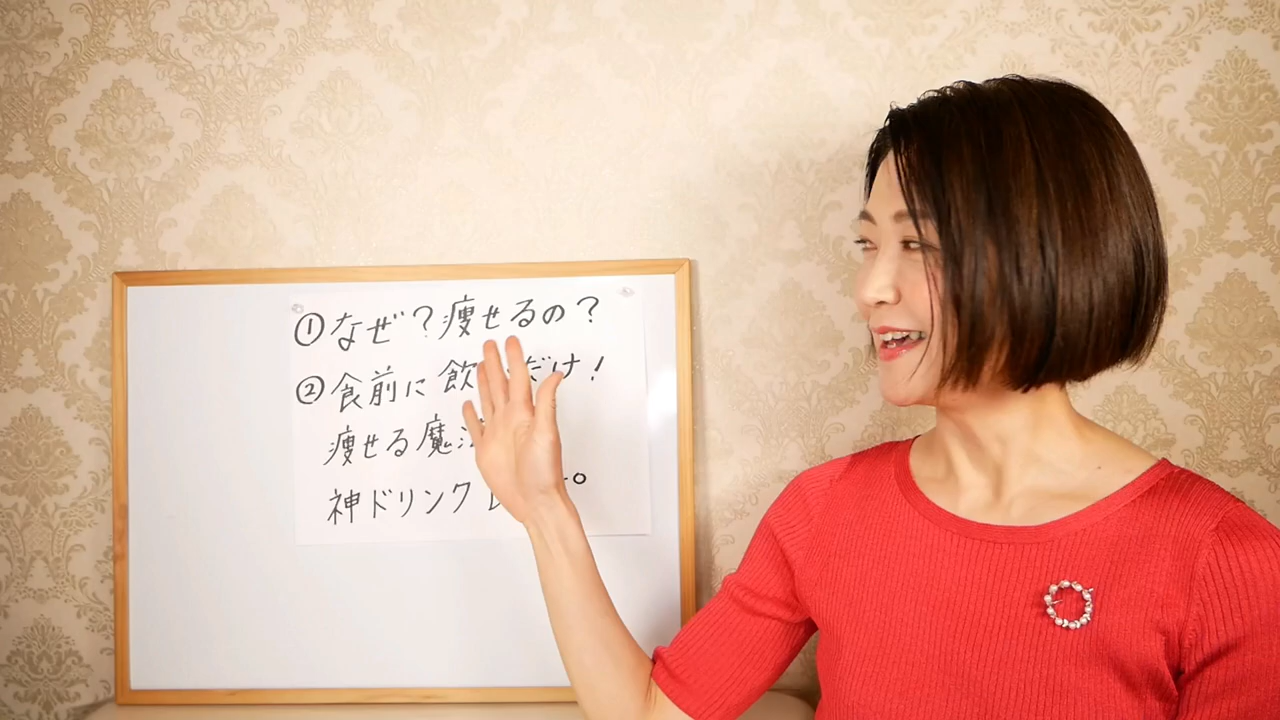 ①なぜ?痩せるの?
②食前に飲 だけ!
痩せる魔
神ドリンク